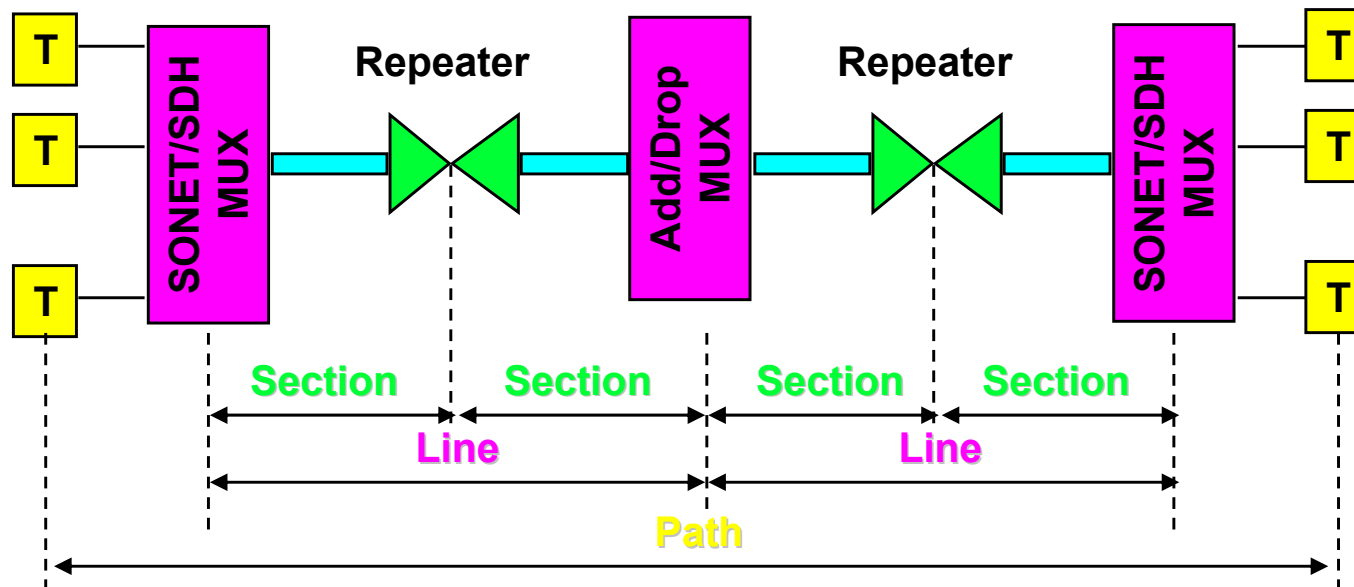 T
T
T
SONET/SDH
MUX
Repeater
Add/Drop
MUX
Repeater
SONET/SDH
MUX
T
T
T
Section
Section
Section
Section
Line
Line
Path